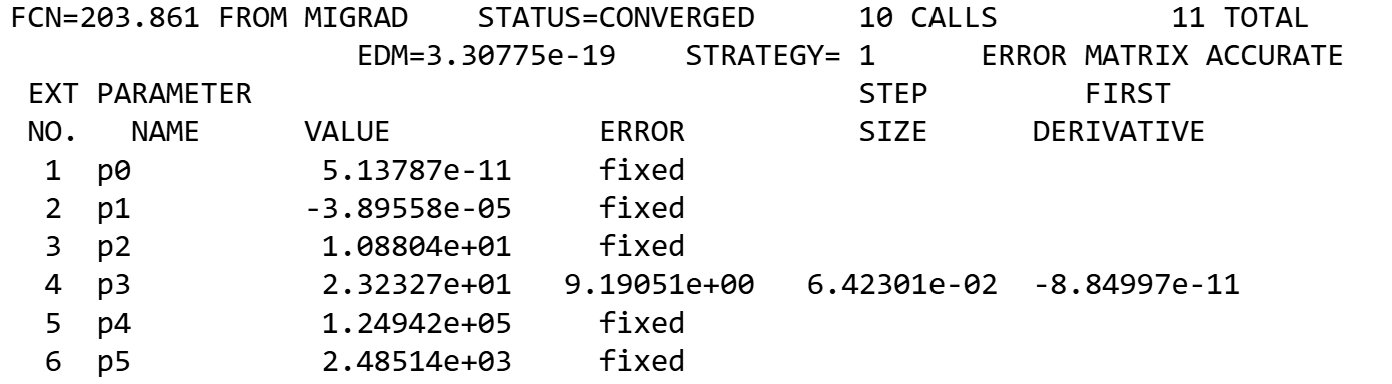 FCN=203.861 FROM MIGRAD    STATUS=CONVERGED      10 CALLS          11 TOTAL
                    EDM=3.30775e-19    STRATEGY= 1      ERROR MATRIX ACCURATE
 EXT PARAMETER                                   STEP         FIRST
 NO.   NAME      VALUE            ERROR          SIZE      DERIVATIVE
  1  p0           5.13787e-11     fixed
  2  p1          -3.89558e-05     fixed
  3  p2           1.08804e+01     fixed
  4  p3           2.32327e+01   9.19051e+00   6.42301e-02  -8.84997e-11
  5  p4           1.24942e+05     fixed
  6  p5           2.48514e+03     fixed